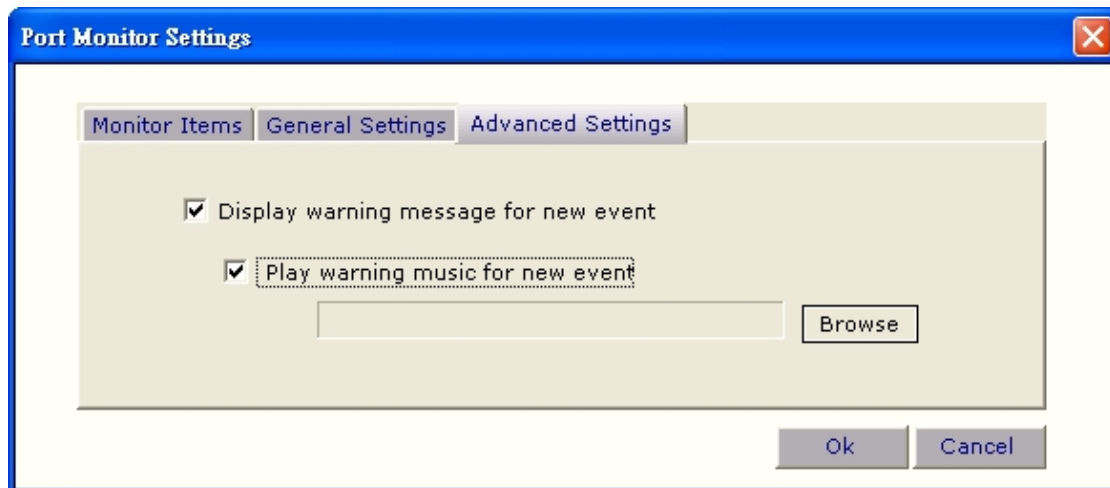 Port Monitor Settings
Monitor Items General Settings Advanced Settings
Display warning message for new event
Play warning music for new event
Browse
Ok Cancel